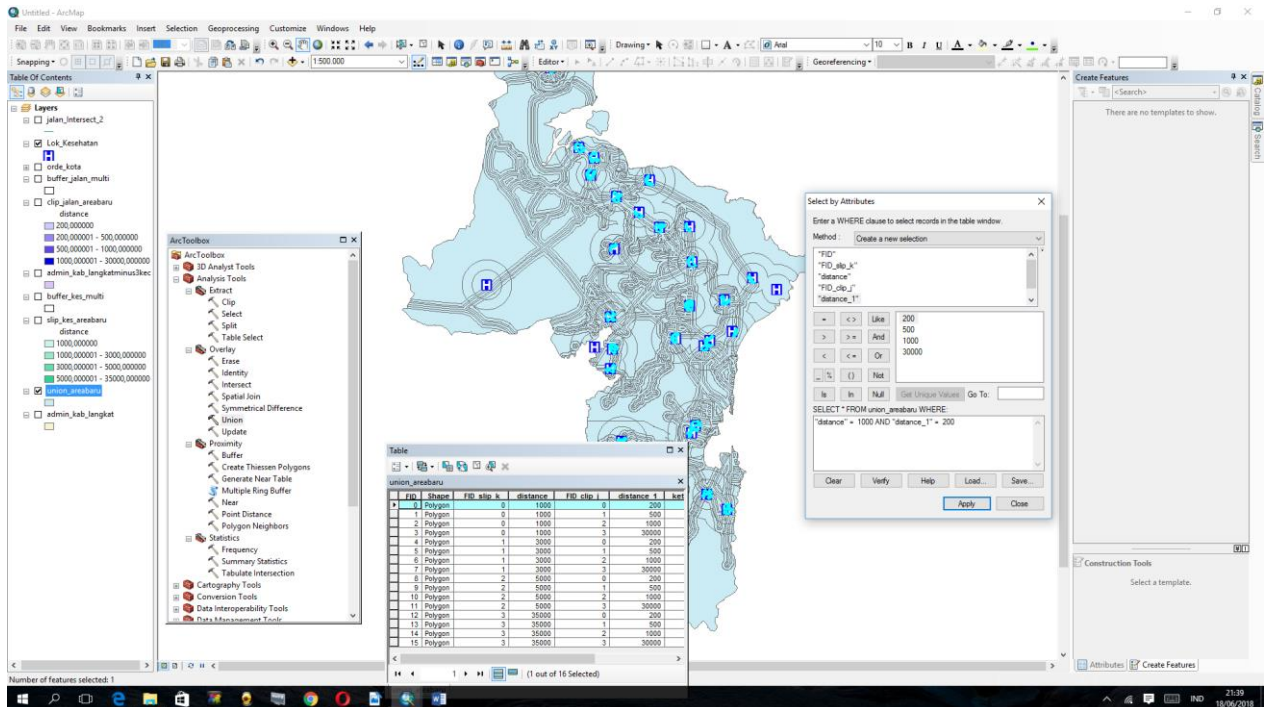 Untitled - ArcMap
File Edit View Bookmarks Insert Selection Geoprocessing Customize Windows Help
Drawing A Arial 10 B I U A
Snapping 1:500.000 Editor Georeferencing
Table Of Contents
Layers
jalan_Intersect_2
Lok_Kesehatan
H
orde_kota
buffer_jalan_multi
clip_jalan_areabaru
distance
200,000000
200,000001 - 500,000000
500,000001 - 1000,000000
1000,000001 - 30000,000000
admin_kab_langkatminus3kec
buffer_kes_multi
slip_kes_areabaru
distance
1000,000000
1000,000001 - 3000,000000
3000,000001 - 5000,000000
5000,000001 - 35000,000000
union_areabaru
admin_kab_langkat
ArcToolbox
ArcToolbox
3D Analyst Tools
Analysis Tools
Extract
Clip
Select
Split
Table Select
Overlay
Erase
Identity
Intersect
Spatial Join
Symmetrical Difference
Union
Update
Proximity
Buffer
Create Thiessen Polygons
Generate Near Table
Multiple Ring Buffer
Near
Point Distance
Polygon Neighbors
Statistics
Frequency
Summary Statistics
Tabulate Intersection
Cartography Tools
Conversion Tools
Data Interoperability Tools
Data Management Tools
Table
union_areabaru
FID Shape FID_slip_k distance FID_clip_j distance_1 ket
0 Polygon 0 1000 0 200
1 Polygon 0 1000 1 500
2 Polygon 0 1000 2 1000
3 Polygon 0 1000 3 30000
4 Polygon 1 3000 0 200
5 Polygon 1 3000 1 500
6 Polygon 1 3000 2 1000
7 Polygon 1 3000 3 30000
8 Polygon 2 5000 0 200
9 Polygon 2 5000 1 500
10 Polygon 2 5000 2 1000
11 Polygon 2 5000 3 30000
12 Polygon 3 35000 0 200
13 Polygon 3 35000 1 500
14 Polygon 3 35000 2 1000
15 Polygon 3 35000 3 30000
1 (1 out of 16 Selected)
Select by Attributes
Enter a WHERE clause to select records in the table window.
Method : Create a new selection
"FID"
"FID_slip_k"
"distance"
"FID_clip_j"
"distance_1"
= < > Like 200
500
> > = And 1000
30000
< < = Or
_ % () Not
Is In Null Get Unique Values Go To:
SELECT * FROM union_areabaru WHERE:
"distance" = 1000 AND "distance_1" = 200
Clear Verify Help Load... Save...
Apply Close
Create Features
<Search>
There are no templates to show.
Construction Tools
Select a template.
Attributes Create Features
Catalog
Search
Number of features selected: 1
IND
21:39
18/06/2018